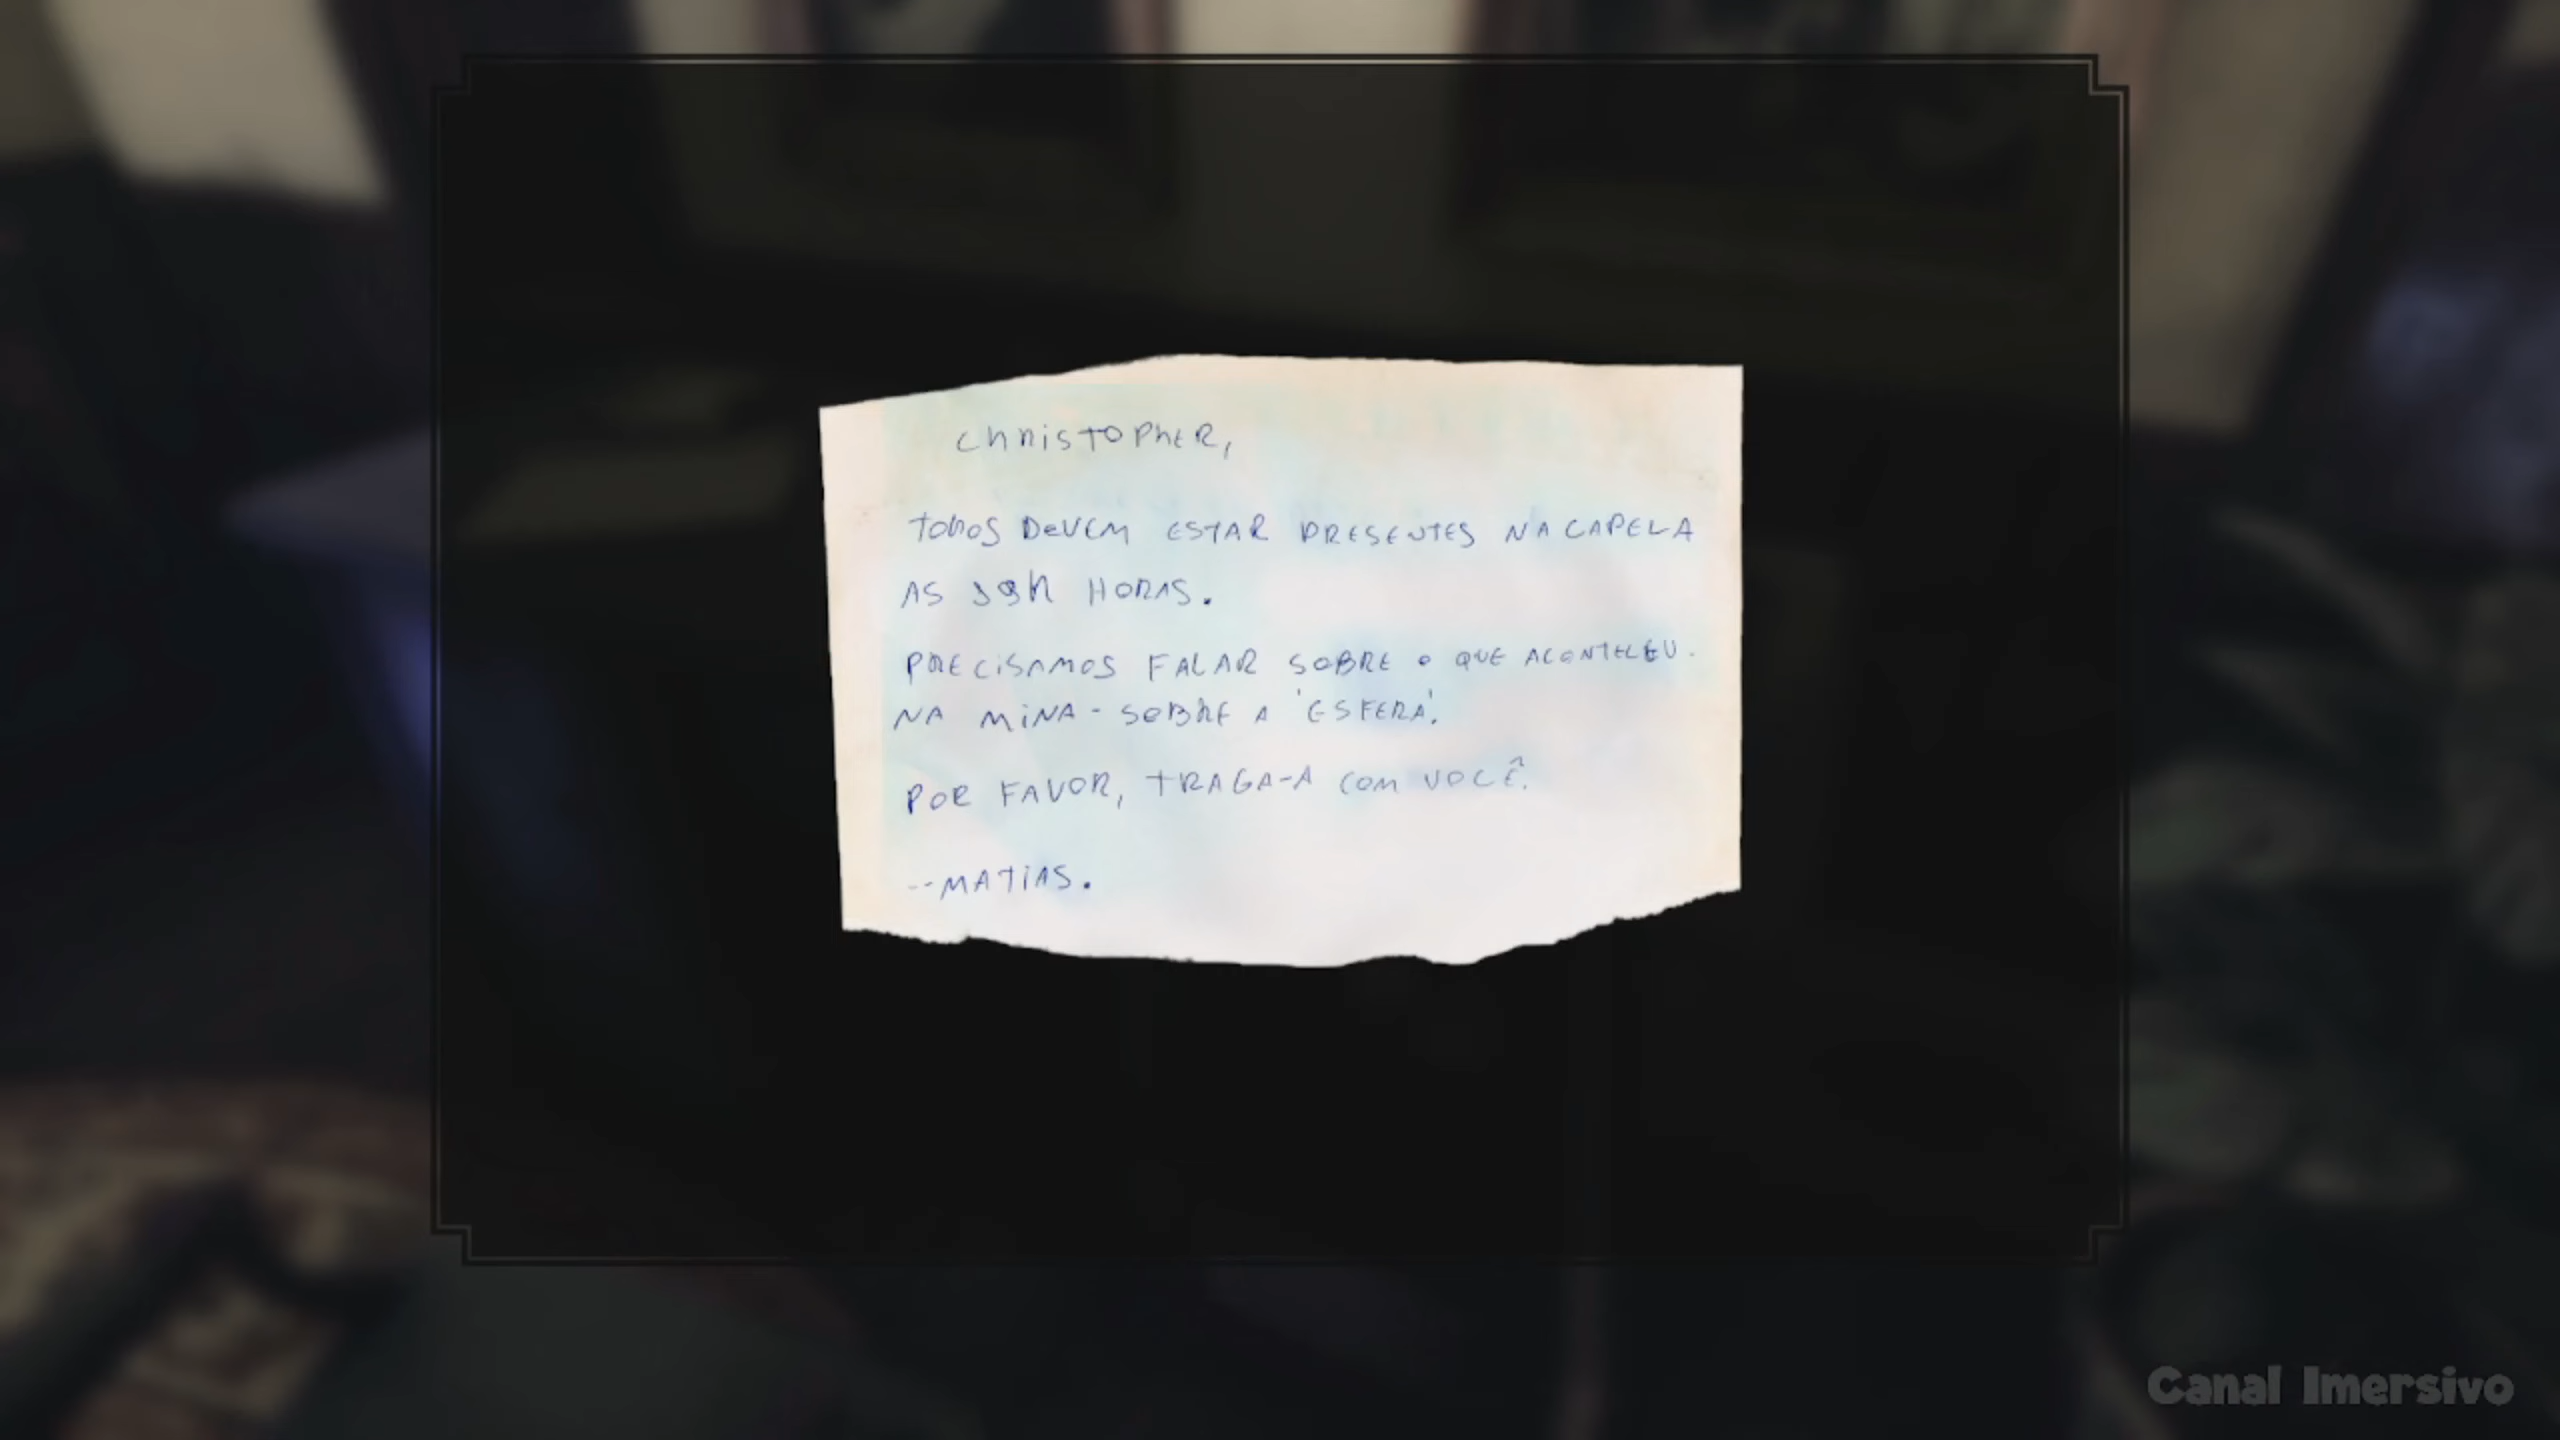 Christopher,
TODOS DEVEM ESTAR PRESENTES NA CAPELA
AS 19h HORAS.
PRECISAMOS FALAR SOBRE O QUE ACONTECEU.
NA MINA - SOBRE A 'ESFERA'.
POR FAVOR, TRAGA-A COM VOCÊ.
--MATIAS.
Canal Imersivo